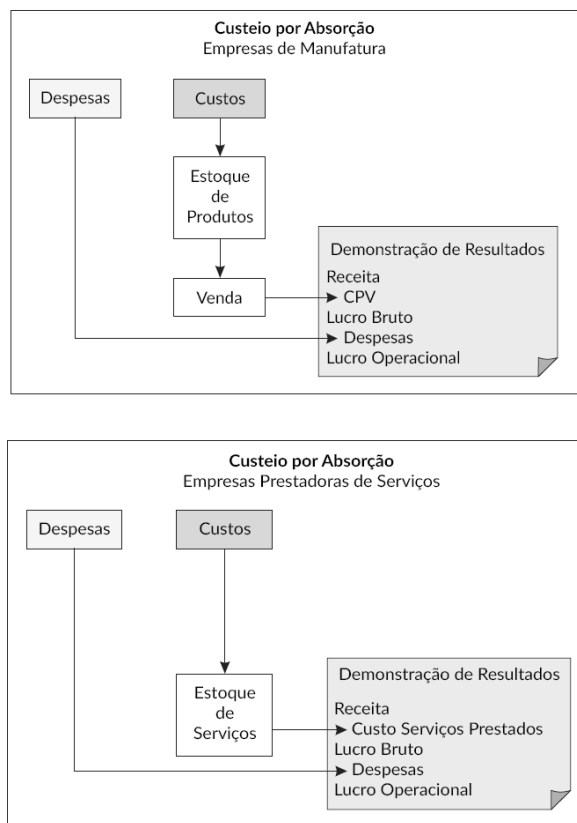 Custeio por Absorção
Empresas de Manufatura
Despesas
Custos
Estoque
de
Produtos
Venda
Demonstração de Resultados
Receita
CPV
Lucro Bruto
Despesas
Lucro Operacional
Custeio por Absorção
Empresas Prestadoras de Serviços
Despesas
Custos
Estoque
de
Serviços
Demonstração de Resultados
Receita
Custo Serviços Prestados
Lucro Bruto
Despesas
Lucro Operacional